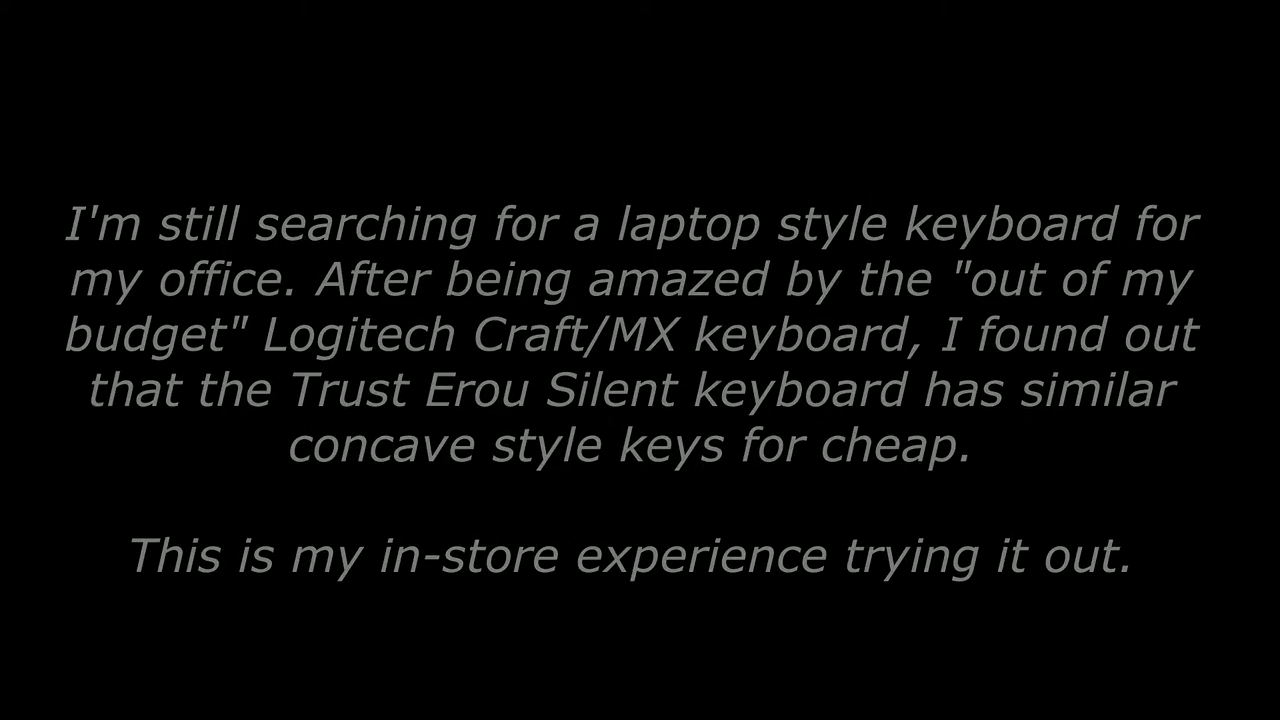 I'm still searching for a laptop style keyboard for
my office. After being amazed by the "out of my
budget" Logitech Craft/MX keyboard, I found out
that the Trust Erou Silent keyboard has similar
concave style keys for cheap.
This is my in-store experience trying it out.